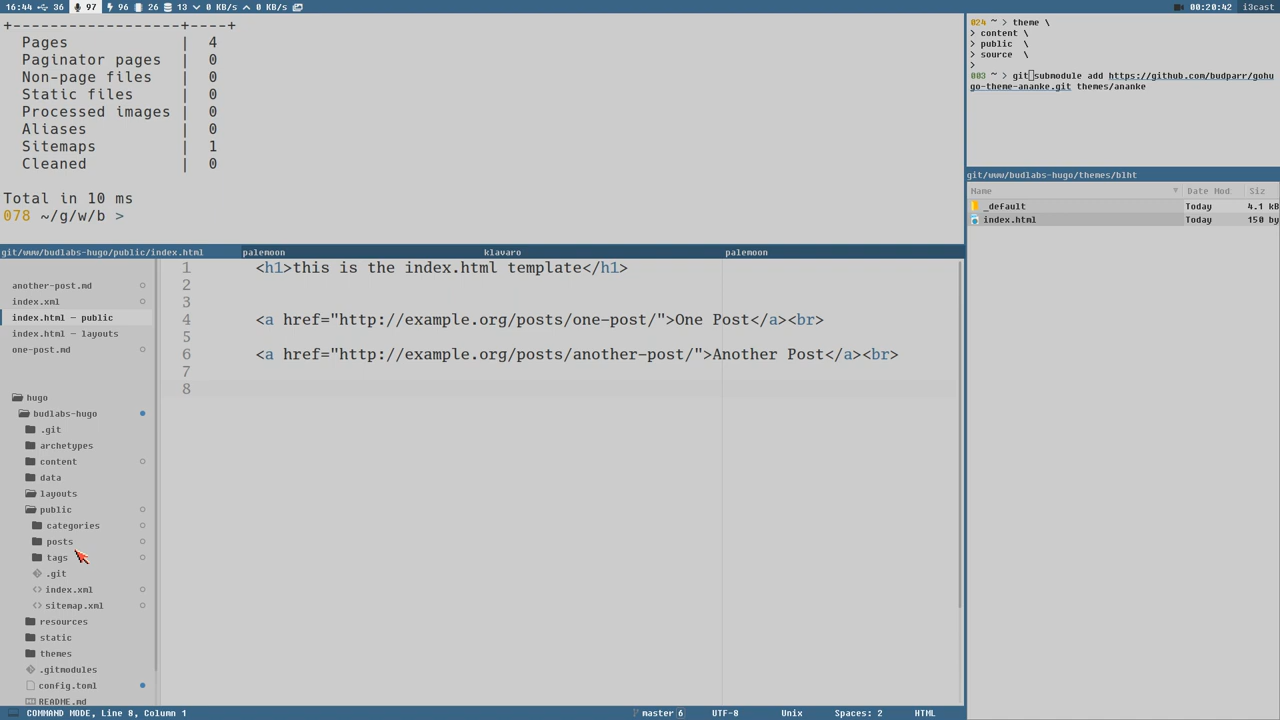 16:44 36 97 96 26 13 0 KB/s 0 KB/s
00:20:42 i3cast
+-----------------+----+
Pages | 4
Paginator pages | 0
Non-page files | 0
Static files | 0
Processed images | 0
Aliases | 0
Sitemaps | 1
Cleaned | 0
Total in 10 ms
078 ~/g/w/b >
024 ~ > theme \
> content \
> public \
> source \
>
003 ~ > git submodule add https://github.com/budparr/gohu
go-theme-ananke.git themes/ananke
git/www/budlabs-hugo/themes/blht
Name Date Mod Siz
_default Today 4.1 kB
index.html Today 150 by
git/www/budlabs-hugo/public/index.html palemoon klavaro palemoon
another-post.md
index.xml
index.html — public
index.html — layouts
one-post.md
hugo
budlabs-hugo
.git
archetypes
content
data
layouts
public
categories
posts
tags
.git
index.xml
sitemap.xml
resources
static
themes
.gitmodules
config.toml
README.md
1 <h1>this is the index.html template</h1>
2
3
4 <a href="http://example.org/posts/one-post/">One Post</a><br>
5
6 <a href="http://example.org/posts/another-post/">Another Post</a><br>
7
8
COMMAND MODE, Line 8, Column 1 master 6 UTF-8 Unix Spaces: 2 HTML